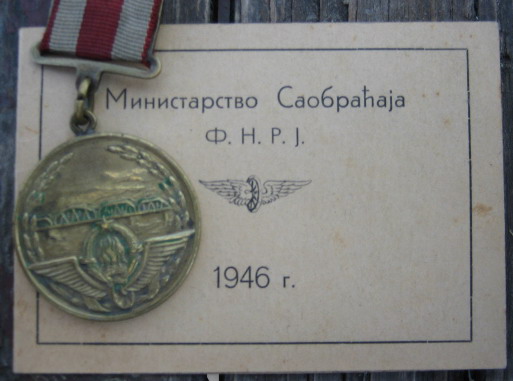 Министарство Саобраћаја
Ф. Н. Р. Ј.
1946 г.